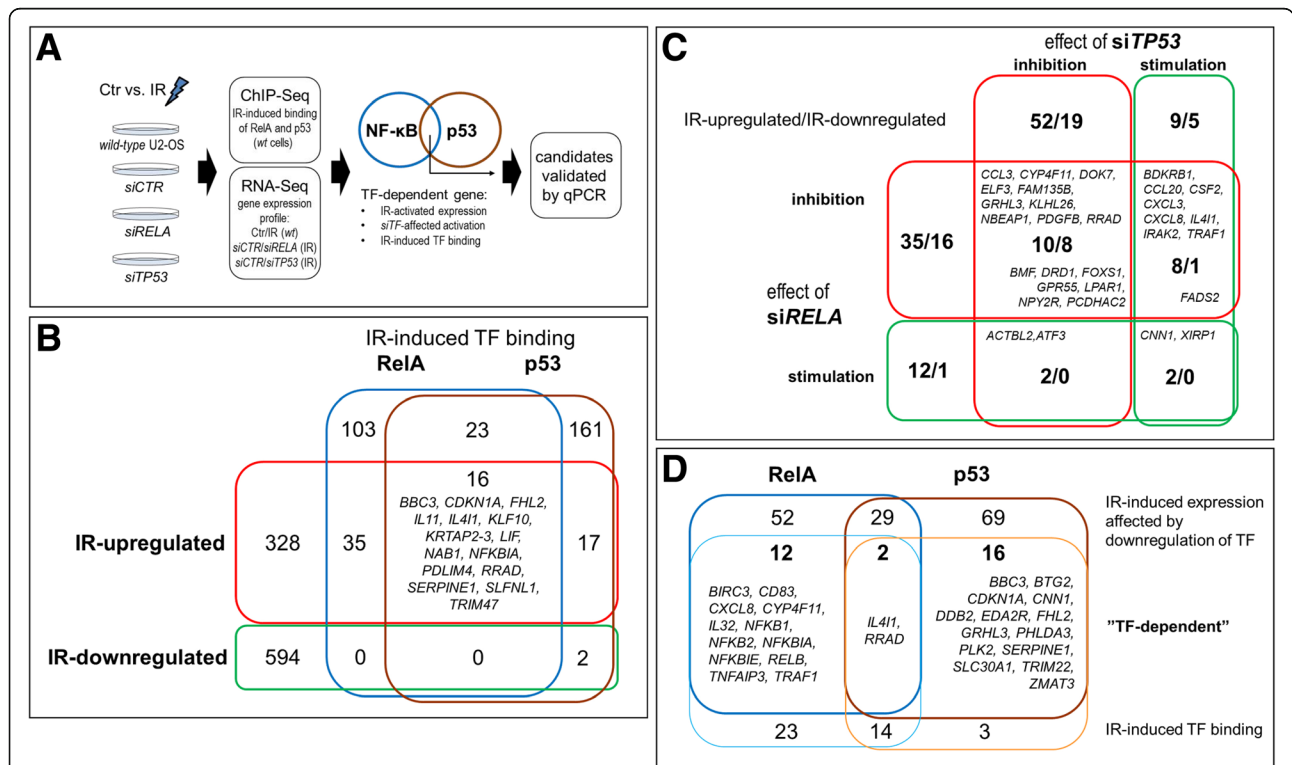 A
Ctr vs. IR
wild-type U2-OS
siCTR
siRELA
siTP53
ChIP-Seq
IR-induced binding
of RelA and p53
(wt cells)
RNA-Seq
gene expression
profile:
Ctr/IR (wt)
siCTR/siRELA (IR)
siCTR/siTP53 (IR)
NF-κB
p53
TF-dependent gene:
• IR-activated expression
• siTF-affected activation
• IR-induced TF binding
candidates
validated
by qPCR
B
IR-induced TF binding
RelA
p53
103
23
161
IR-upregulated
328
35
16
BBC3, CDKN1A, FHL2,
IL11, IL4I1, KLF10,
KRTAP2-3, LIF,
NAB1, NFKBIA,
PDLIM4, RRAD,
SERPINE1, SLFNL1,
TRIM47
17
IR-downregulated
594
0
0
2
C
effect of siTP53
inhibition
stimulation
IR-upregulated/IR-downregulated
52/19
9/5
effect of
siRELA
inhibition
35/16
CCL3, CYP4F11, DOK7,
ELF3, FAM135B,
GRHL3, KLHL26,
NBEAP1, PDGFB, RRAD
10/8
BMF, DRD1, FOXS1,
GPR55, LPAR1,
NPY2R, PCDHAC2
BDKRB1,
CCL20, CSF2,
CXCL3,
CXCL8, IL4I1,
IRAK2, TRAF1
8/1
FADS2
stimulation
12/1
ACTBL2,ATF3
2/0
CNN1, XIRP1
2/0
D
RelA
p53
52
29
69
IR-induced expression
affected by
downregulation of TF
12
2
16
BIRC3, CD83,
CXCL8, CYP4F11,
IL32, NFKB1,
NFKB2, NFKBIA,
NFKBIE, RELB,
TNFAIP3, TRAF1
IL4I1,
RRAD
BBC3, BTG2,
CDKN1A, CNN1,
DDB2, EDA2R, FHL2,
GRHL3, PHLDA3,
PLK2, SERPINE1,
SLC30A1, TRIM22,
ZMAT3
”TF-dependent”
23
14
3
IR-induced TF binding